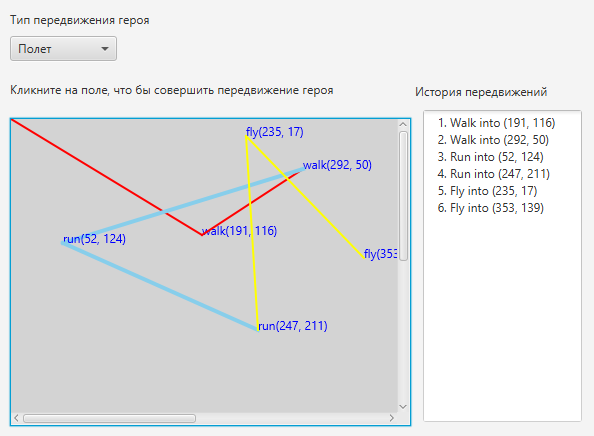 Тип передвижения героя
Полет
Кликните на поле, что бы совершить передвижение героя
История передвижений
fly(235, 17)
walk(292, 50)
walk(191, 116)
run(52, 124)
fly(353
run(247, 211)
1. Walk into (191, 116)
2. Walk into (292, 50)
3. Run into (52, 124)
4. Run into (247, 211)
5. Fly into (235, 17)
6. Fly into (353, 139)